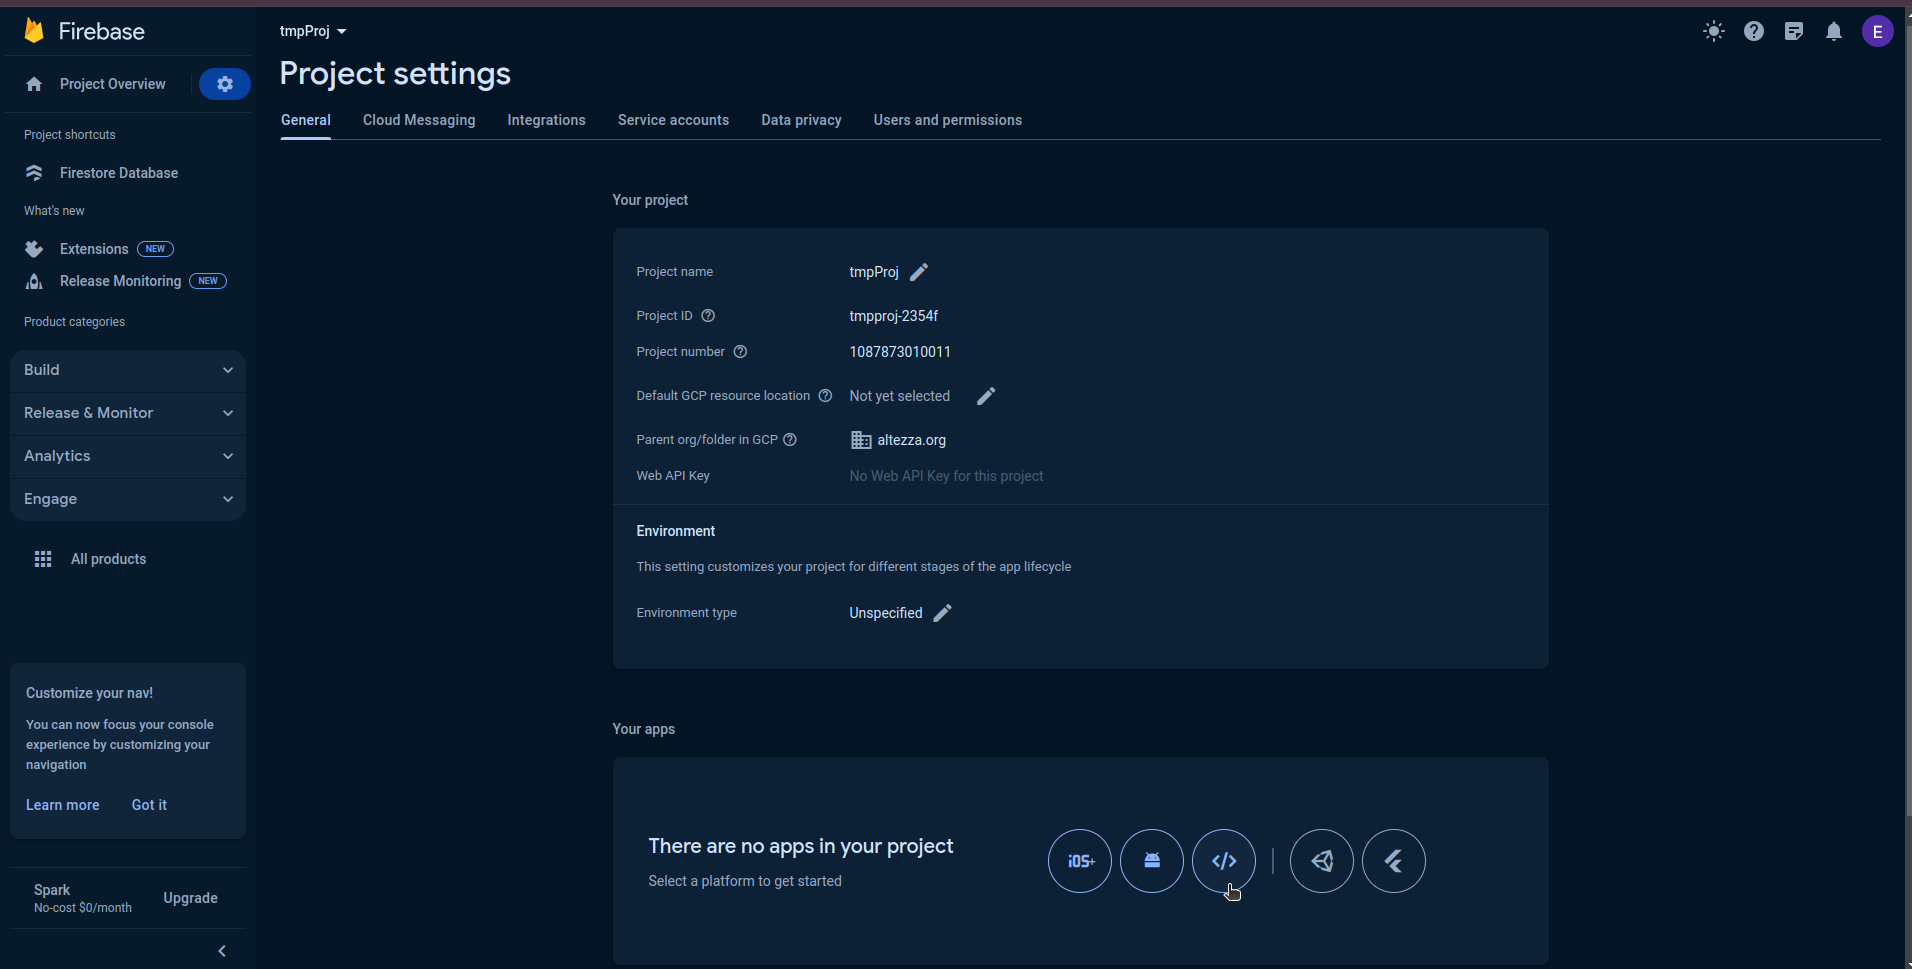 Firebase
Project Overview
Project shortcuts
Firestore Database
What's new
Extensions NEW
Release Monitoring NEW
Product categories
Build
Release & Monitor
Analytics
Engage
All products
Customize your nav!
You can now focus your console
experience by customizing your
navigation
Learn more Got it
Spark
No-cost $0/month
Upgrade
tmpProj
E
Project settings
General Cloud Messaging Integrations Service accounts Data privacy Users and permissions
Your project
Project name tmpProj
Project ID tmpproj-2354f
Project number 1087873010011
Default GCP resource location Not yet selected
Parent org/folder in GCP altezza.org
Web API Key No Web API Key for this project
Environment
This setting customizes your project for different stages of the app lifecycle
Environment type Unspecified
Your apps
There are no apps in your project
Select a platform to get started
iOS+